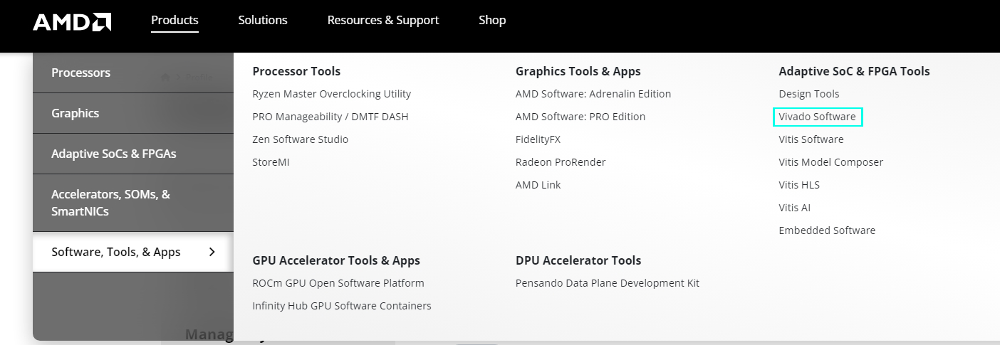 AMD
Products
Solutions
Resources & Support
Shop
Processors
Graphics
Adaptive SoCs & FPGAs
Accelerators, SOMs, &
SmartNICs
Software, Tools, & Apps
Profile
Processor Tools
Ryzen Master Overclocking Utility
PRO Manageability / DMTF DASH
Zen Software Studio
StoreMI
Graphics Tools & Apps
AMD Software: Adrenalin Edition
AMD Software: PRO Edition
FidelityFX
Radeon ProRender
AMD Link
Adaptive SoC & FPGA Tools
Design Tools
Vivado Software
Vitis Software
Vitis Model Composer
Vitis HLS
Vitis AI
Embedded Software
GPU Accelerator Tools & Apps
ROCm GPU Open Software Platform
Infinity Hub GPU Software Containers
DPU Accelerator Tools
Pensando Data Plane Development Kit